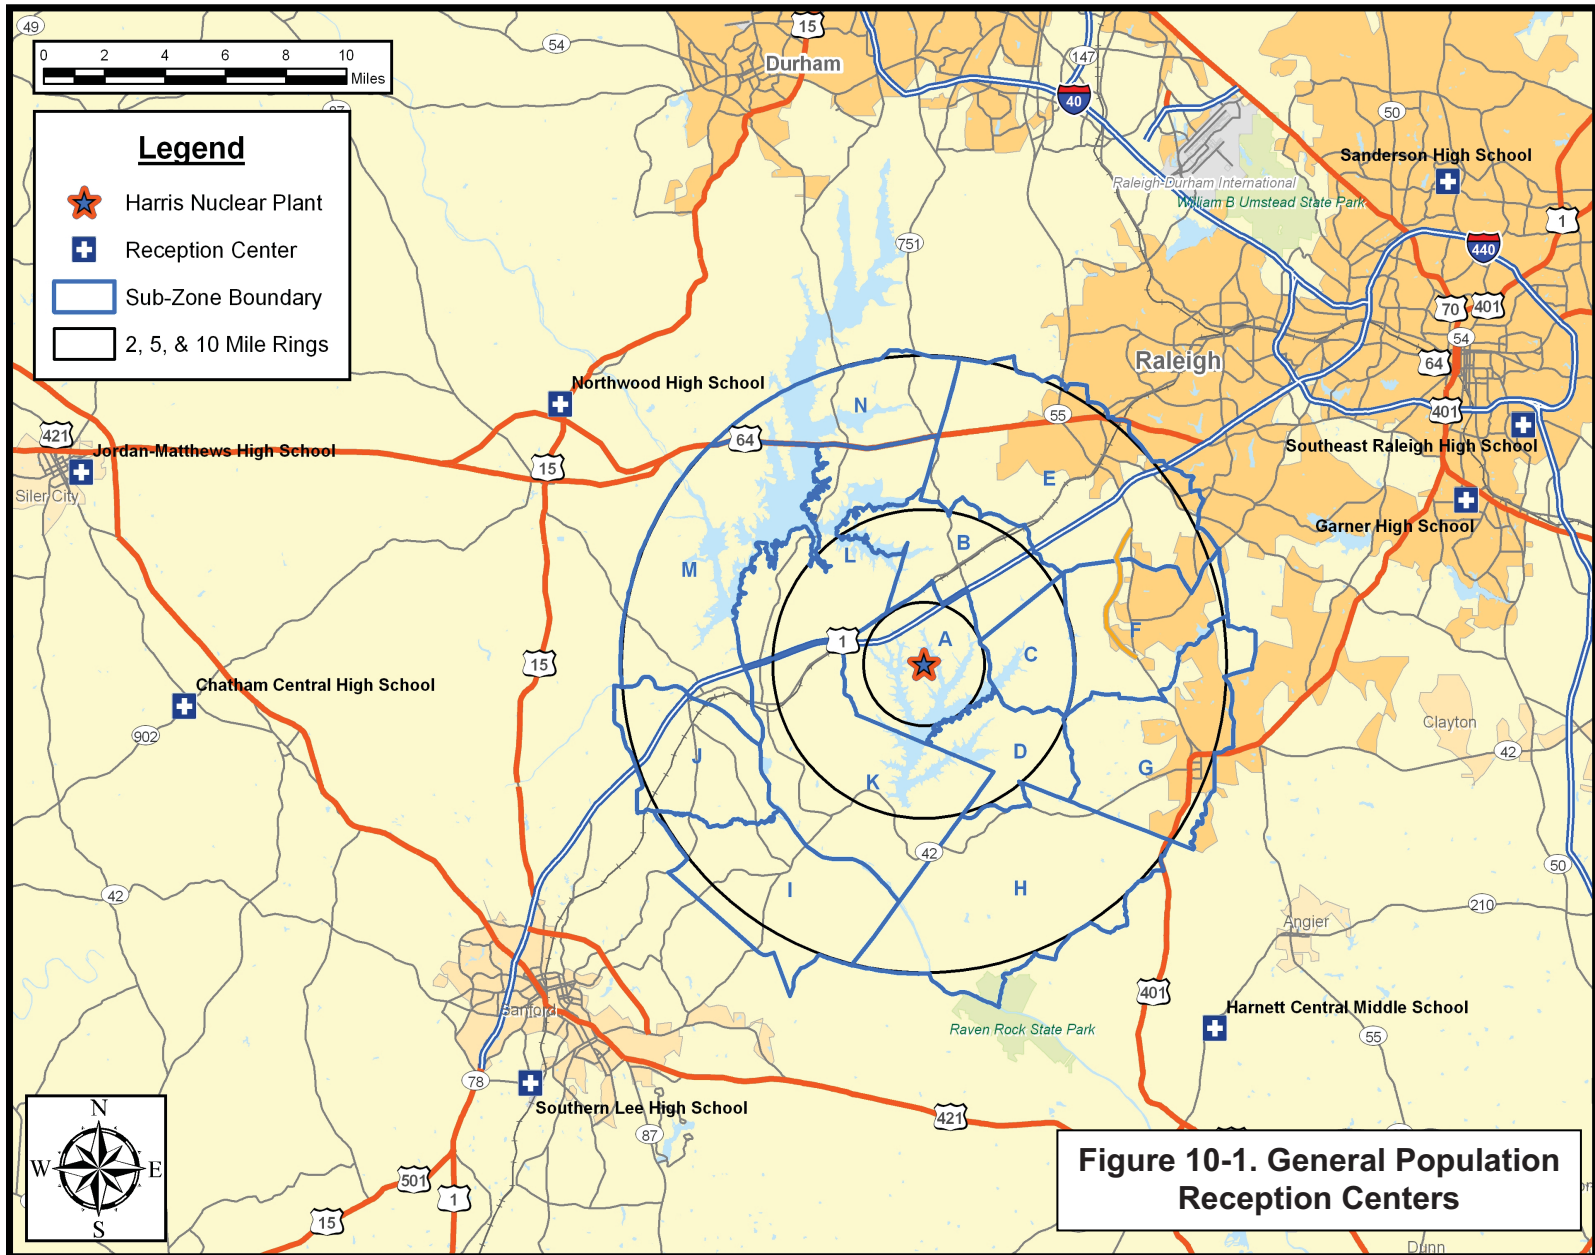 49
54
15
Durham
147
40
50
0 2 4 6 8 10
Miles
Legend
Harris Nuclear Plant
Reception Center
Sub-Zone Boundary
2, 5, & 10 Mile Rings
Sanderson High School
Raleigh-Durham International
William B Umstead State Park
1
440
751
70
401
54
64
401
Raleigh
Northwood High School
N
55
64
421
Jordan-Matthews High School
Siler City
15
Southeast Raleigh High School
E
Garner High School
B
L
M
1
A
C
F
15
Chatham Central High School
902
Clayton
42
J
D
G
K
42
50
42
I
H
210
Angier
401
Harnett Central Middle School
Sanford
Raven Rock State Park
55
78
Southern Lee High School
87
421
N
W E
S
501
1
15
Figure 10-1. General Population
Reception Centers
Dunn